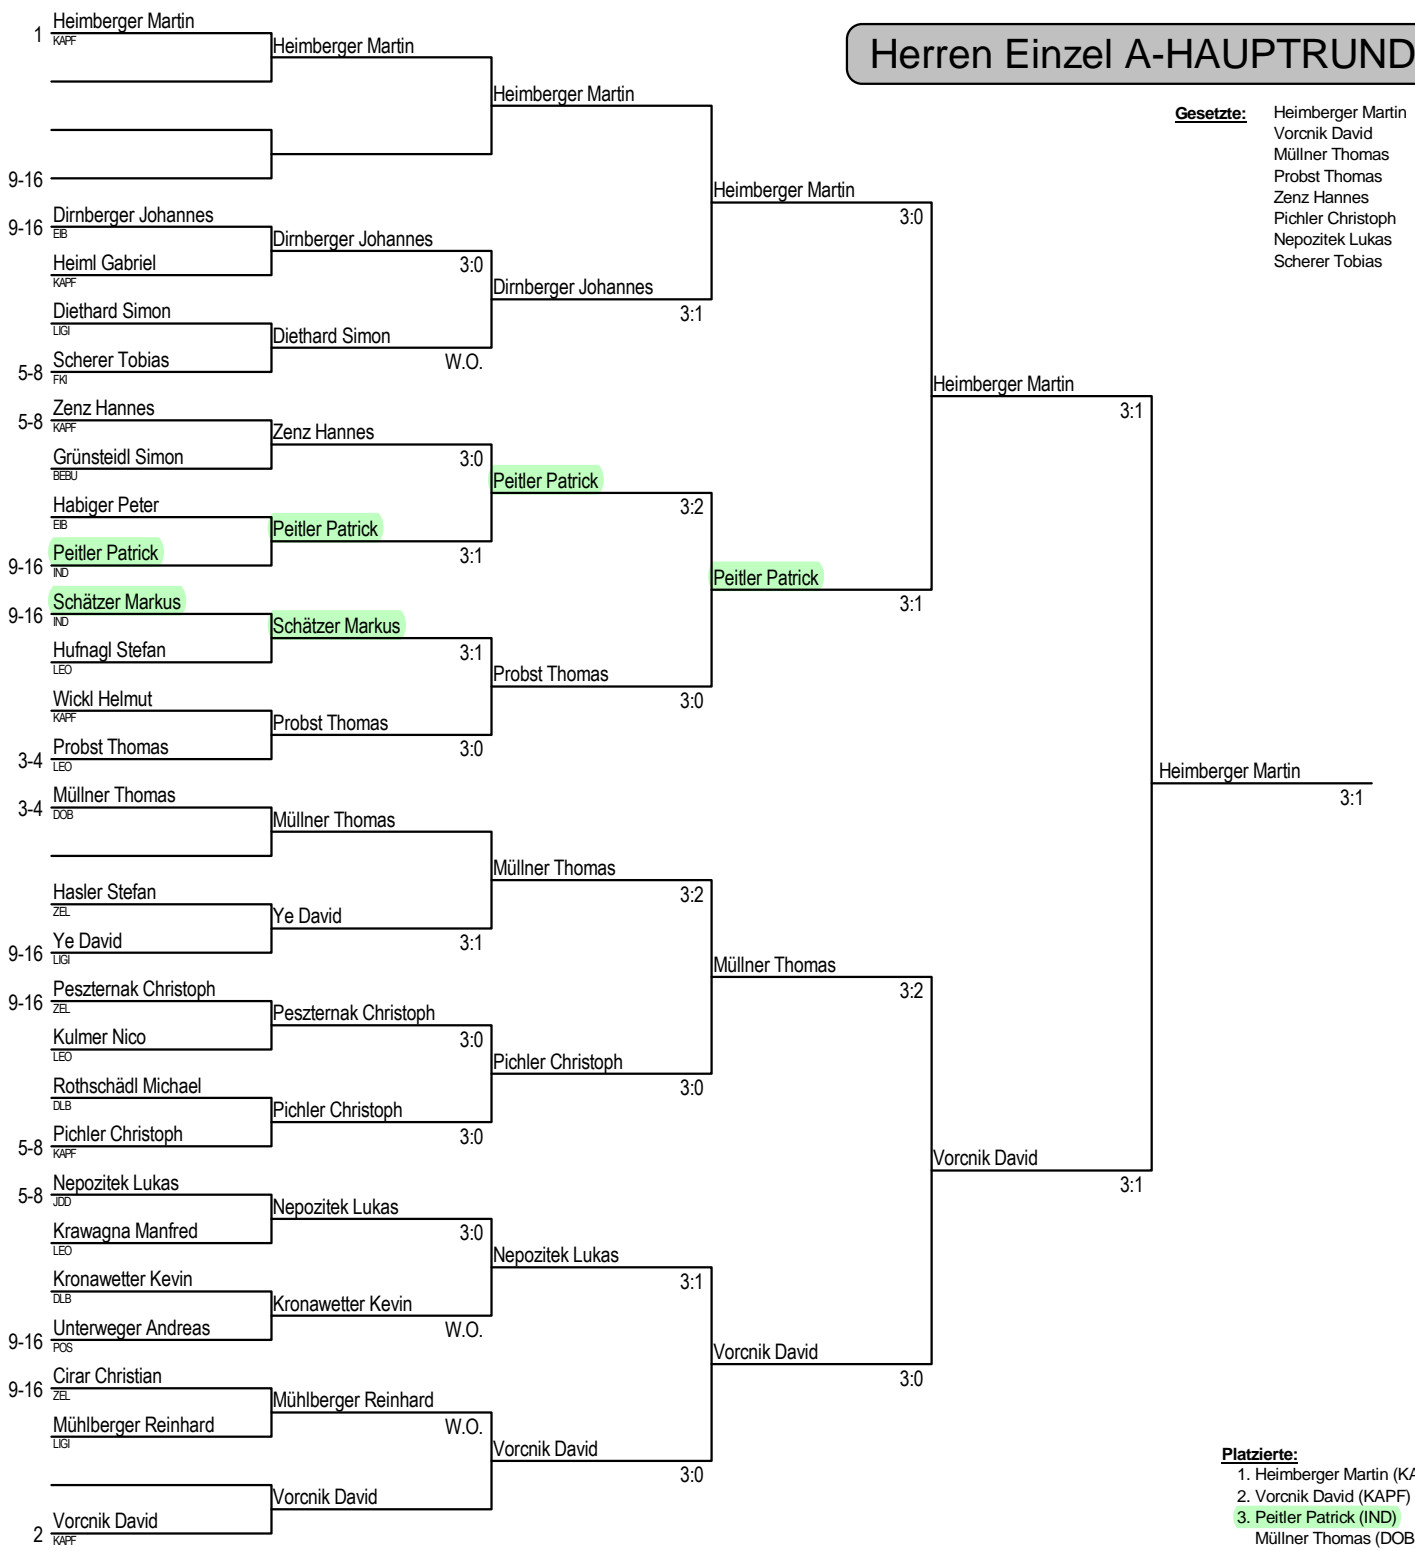 Herren Einzel A-HAUPTRUND
Gesetzte:
Heimberger Martin
Vorcnik David
Müllner Thomas
Probst Thomas
Zenz Hannes
Pichler Christoph
Nepozitek Lukas
Scherer Tobias
1 Heimberger Martin
KAPF
9-16
9-16 Dirnberger Johannes
EIB
Heiml Gabriel
KAPF
Diethard Simon
LIGI
5-8 Scherer Tobias
FKI
5-8 Zenz Hannes
KAPF
Grünsteidl Simon
BEBU
Habiger Peter
EIB
9-16 Peitler Patrick
IND
9-16 Schätzer Markus
IND
Hufnagl Stefan
LEO
Wickl Helmut
KAPF
3-4 Probst Thomas
LEO
3-4 Müllner Thomas
DOB
Hasler Stefan
ZEL
9-16 Ye David
LIGI
9-16 Peszternak Christoph
ZEL
Kulmer Nico
LEO
Rothschädl Michael
DLB
5-8 Pichler Christoph
KAPF
5-8 Nepozitek Lukas
JDD
Krawagna Manfred
LEO
Kronawetter Kevin
DLB
9-16 Unterweger Andreas
POS
9-16 Cirar Christian
ZEL
Mühlberger Reinhard
LIGI
2 Vorcnik David
KAPF
Heimberger Martin
Dirnberger Johannes
3:0
Diethard Simon
W.O.
Zenz Hannes
3:0
Peitler Patrick
3:1
Schätzer Markus
3:1
Probst Thomas
3:0
Müllner Thomas
Ye David
3:1
Peszternak Christoph
3:0
Pichler Christoph
3:0
Nepozitek Lukas
3:0
Kronawetter Kevin
W.O.
Mühlberger Reinhard
W.O.
Vorcnik David
Heimberger Martin
Dirnberger Johannes
3:1
Peitler Patrick
3:2
Probst Thomas
3:0
Müllner Thomas
3:2
Pichler Christoph
3:0
Nepozitek Lukas
3:1
Vorcnik David
3:0
Heimberger Martin
3:0
Peitler Patrick
3:1
Müllner Thomas
3:2
Vorcnik David
3:0
Heimberger Martin
3:1
Vorcnik David
3:1
Heimberger Martin
3:1
Platzierte:
1. Heimberger Martin (KA
2. Vorcnik David (KAPF)
3. Peitler Patrick (IND)
Müllner Thomas (DOB